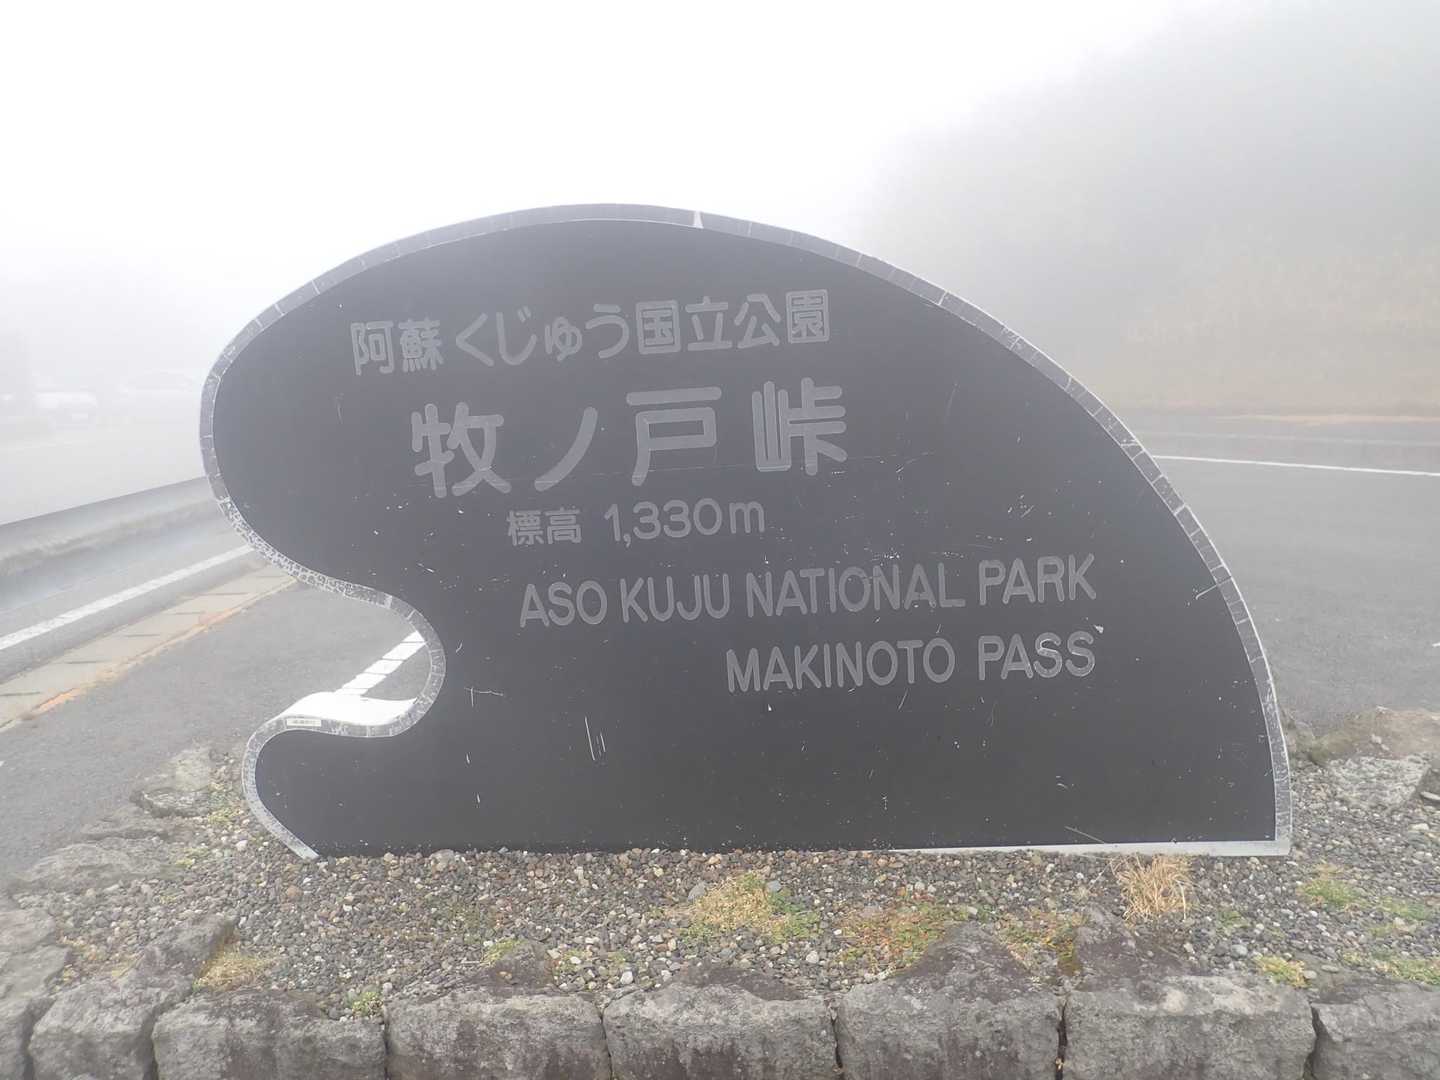 阿蘇くじゅう国立公園
牧ノ戸峠
標高 1,330m
ASO KUJU NATIONAL PARK
MAKINOTO PASS